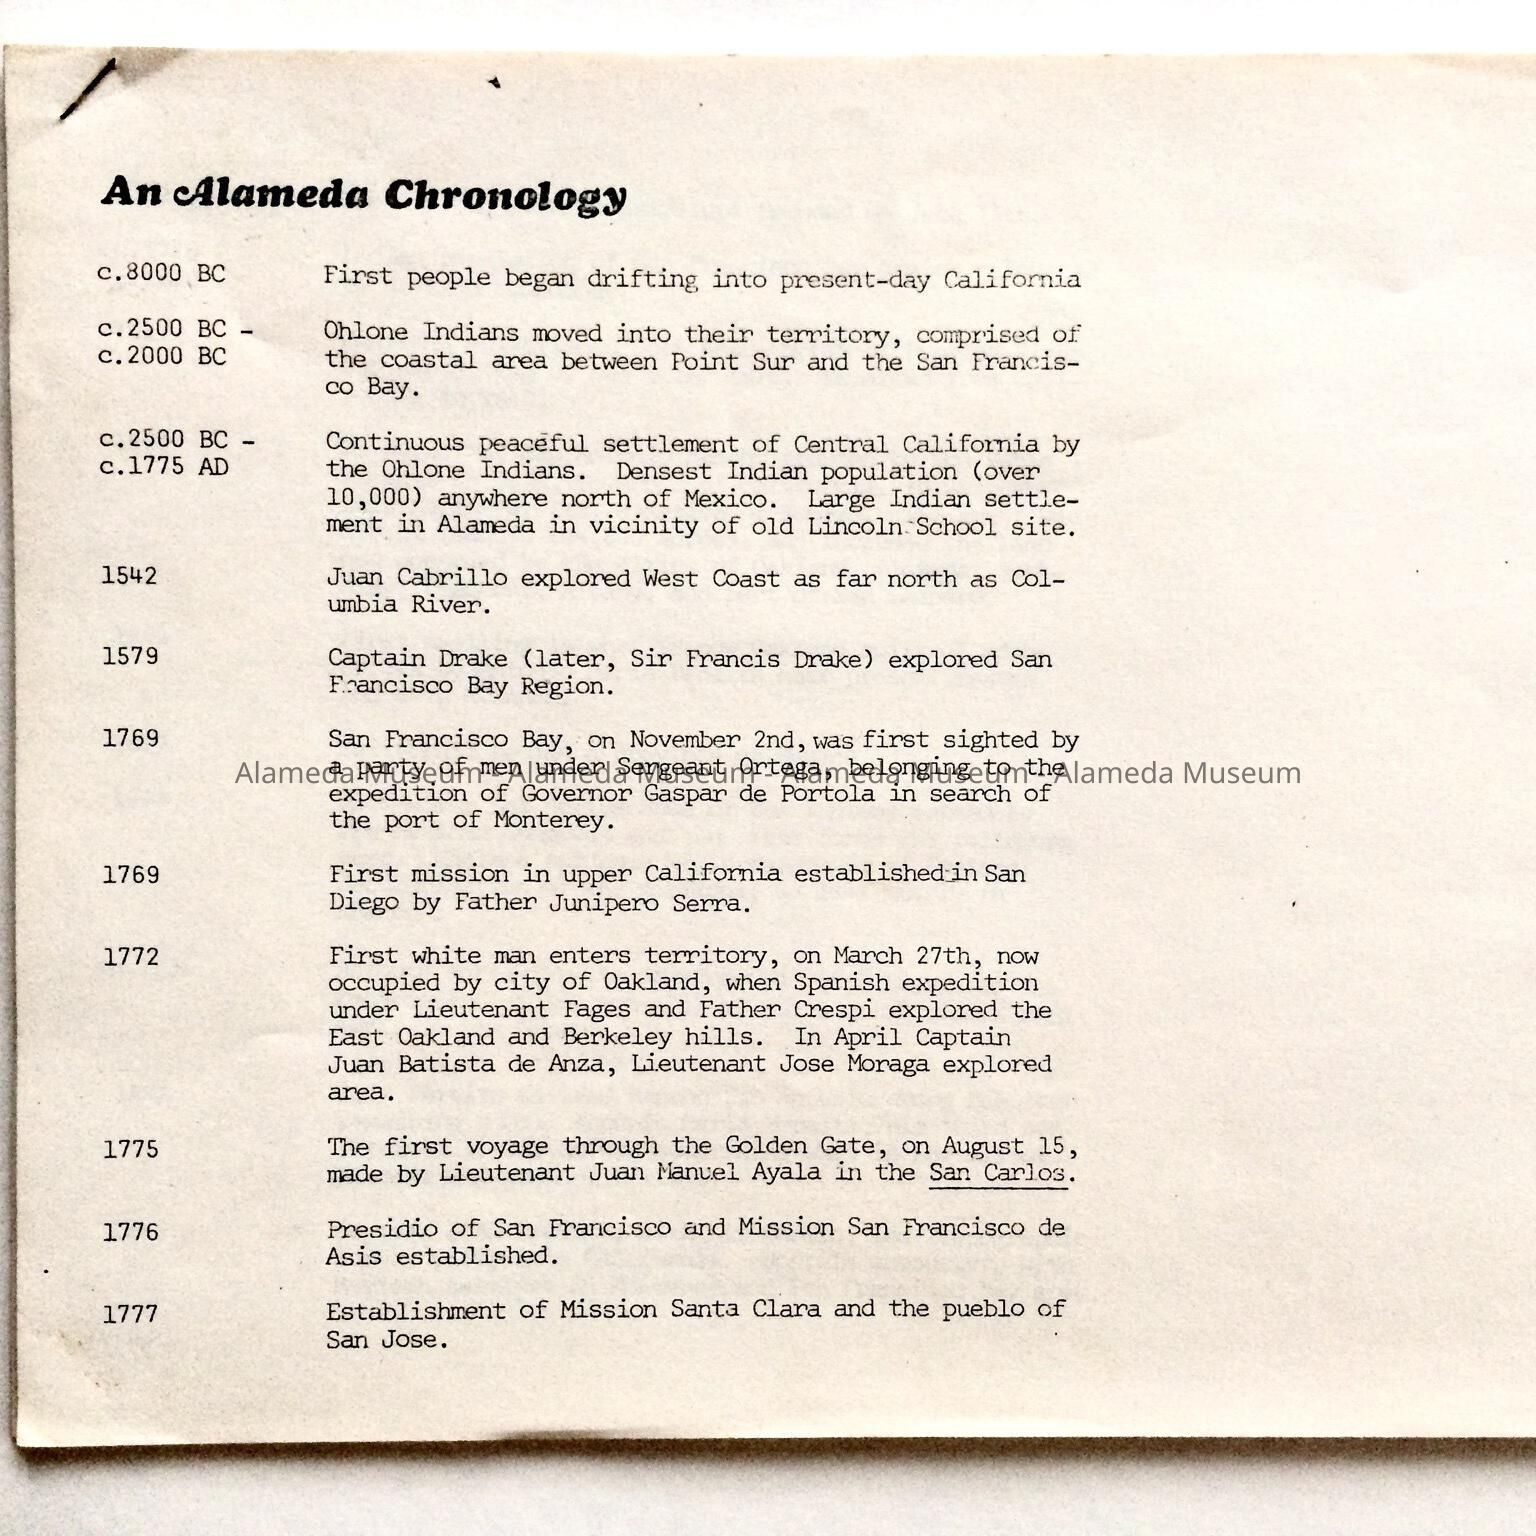 An Alameda Chronology
c.8000 BC First people began drifting into present-day California
c.2500 BC - Ohlone Indians moved into their territory, comprised of
c.2000 BC the coastal area between Point Sur and the San Francis-
co Bay.
c.2500 BC - Continuous peaceful settlement of Central California by
c.1775 AD the Ohlone Indians. Densest Indian population (over
10,000) anywhere north of Mexico. Large Indian settle-
ment in Alameda in vicinity of old Lincoln School site.
1542 Juan Cabrillo explored West Coast as far north as Col-
umbia River.
1579 Captain Drake (later, Sir Francis Drake) explored San
Francisco Bay Region.
1769 San Francisco Bay, on November 2nd, was first sighted by
a party of men under Sergeant Ortega, belonging to the
Alameda Museum - Alameda Museum - Alameda Museum - Alameda Museum
expedition of Governor Gaspar de Portola in search of
the port of Monterey.
1769 First mission in upper California established in San
Diego by Father Junipero Serra.
1772 First white man enters territory, on March 27th, now
occupied by city of Oakland, when Spanish expedition
under Lieutenant Fages and Father Crespi explored the
East Oakland and Berkeley hills. In April Captain
Juan Batista de Anza, Lieutenant Jose Moraga explored
area.
1775 The first voyage through the Golden Gate, on August 15,
made by Lieutenant Juan Manuel Ayala in the San Carlos.
1776 Presidio of San Francisco and Mission San Francisco de
Asis established.
1777 Establishment of Mission Santa Clara and the pueblo of
San Jose.